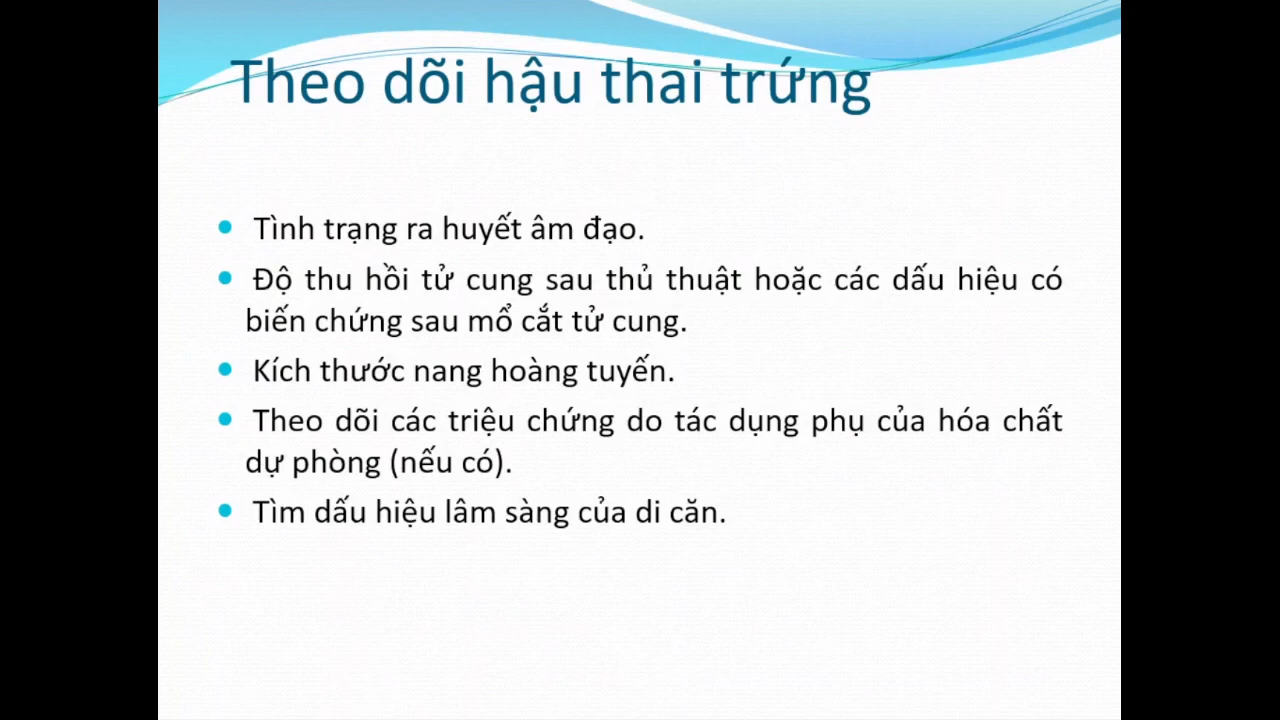 Theo dõi hậu thai trứng
Tình trạng ra huyết âm đạo.
Độ thu hồi tử cung sau thủ thuật hoặc các dấu hiệu có
biến chứng sau mổ cắt tử cung.
Kích thước nang hoàng tuyến.
Theo dõi các triệu chứng do tác dụng phụ của hóa chất
dự phòng (nếu có).
Tìm dấu hiệu lâm sàng của di căn.